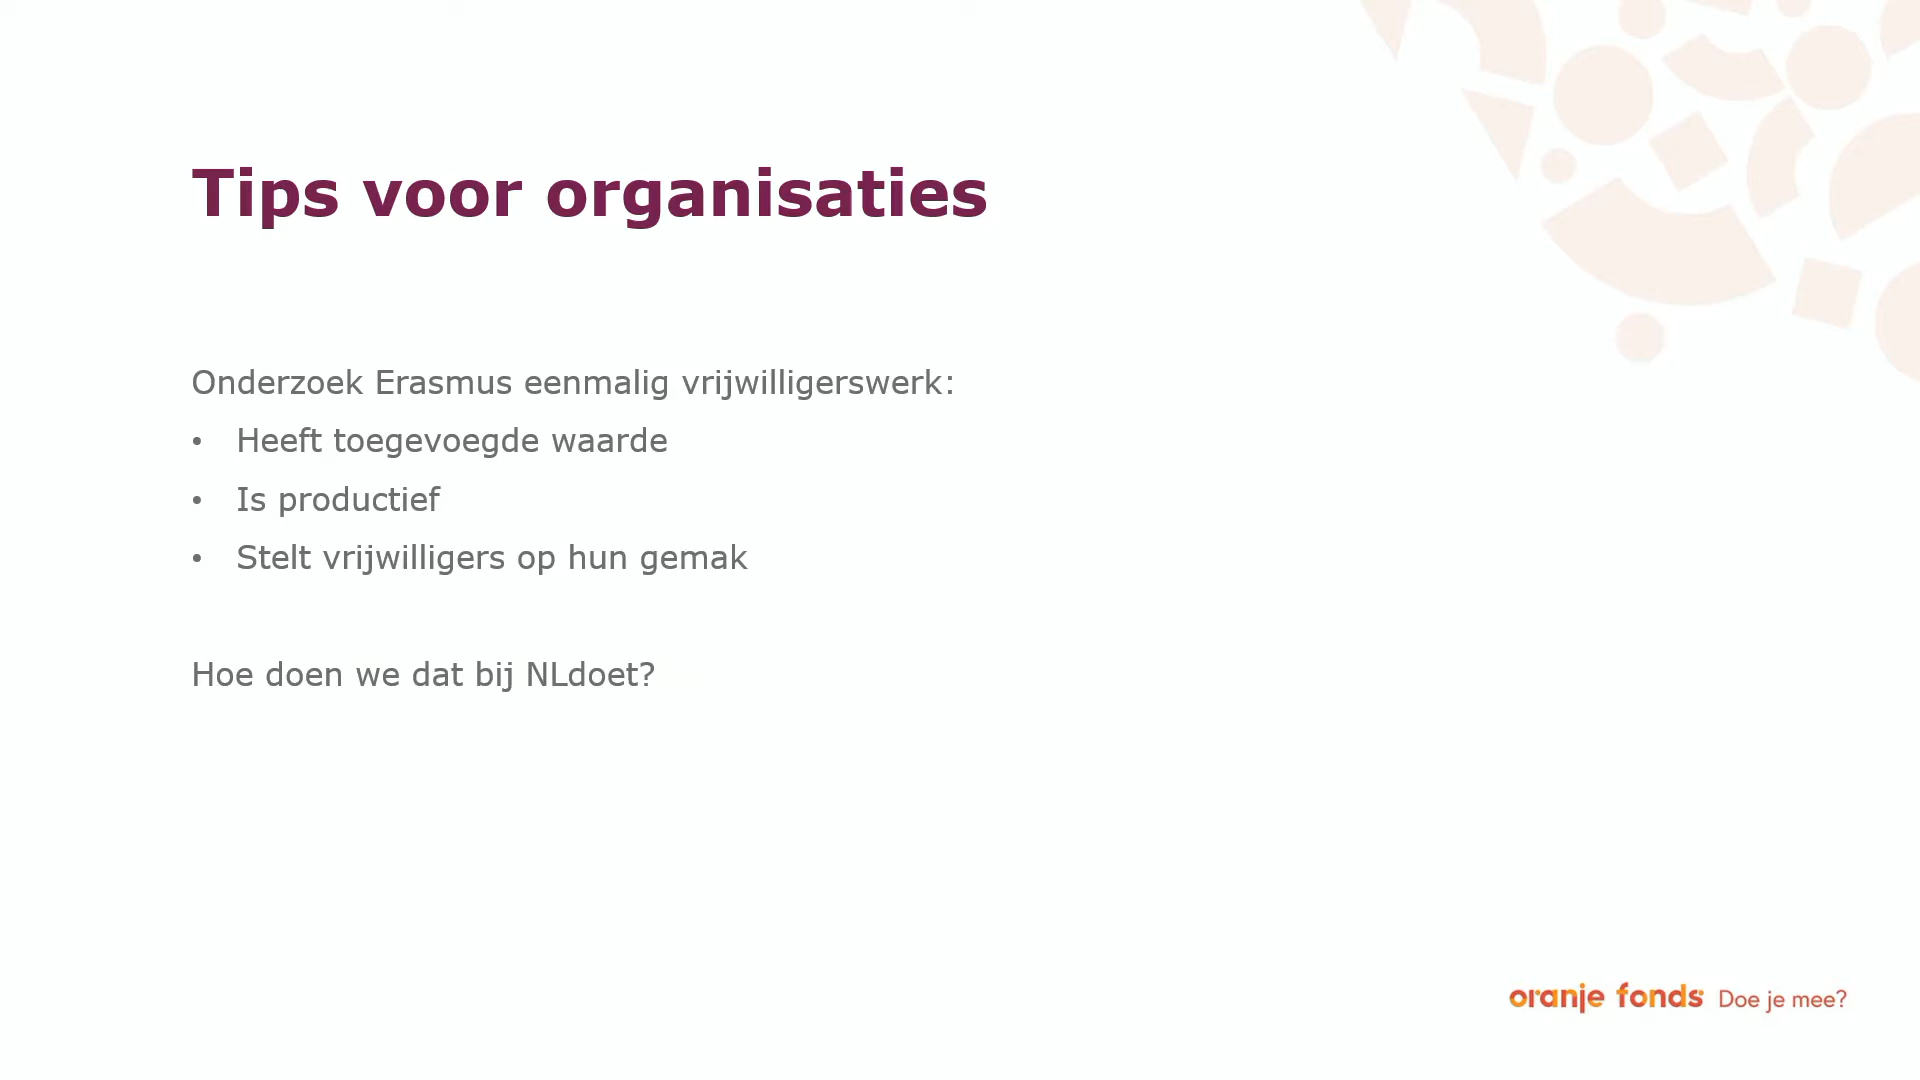 Tips voor organisaties
Onderzoek Erasmus eenmalig vrijwilligerswerk:
• Heeft toegevoegde waarde
• Is productief
• Stelt vrijwilligers op hun gemak
Hoe doen we dat bij NLdoet?
oranje fonds Doe je mee?